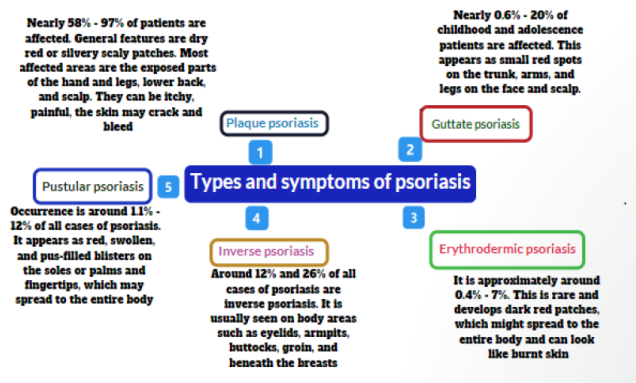 Nearly 58% - 97% of patients are
affected. General features are dry
red or silvery scaly patches. Most
affected areas are the exposed parts
of the hand and legs, lower back,
and scalp. They can be itchy,
painful, the skin may crack and
bleed
Plaque psoriasis
1
Nearly 0.6% - 20% of
childhood and adolescence
patients are affected. This
appears as small red spots
on the trunk, arms, and
legs on the face and scalp.
Guttate psoriasis
2
Types and symptoms of psoriasis
Pustular psoriasis
5
Occurrence is around 1.1% -
12% of all cases of psoriasis.
It appears as red, swollen,
and pus-filled blisters on
the soles or palms and
fingertips, which may
spread to the entire body
4
Inverse psoriasis
Around 12% and 26% of all
cases of psoriasis are
inverse psoriasis. It is
usually seen on body areas
such as eyelids, armpits,
buttocks, groin, and
beneath the breasts
3
Erythrodermic psoriasis
It is approximately around
0.4% - 7%. This is rare and
develops dark red patches,
which might spread to the
entire body and can look
like burnt skin